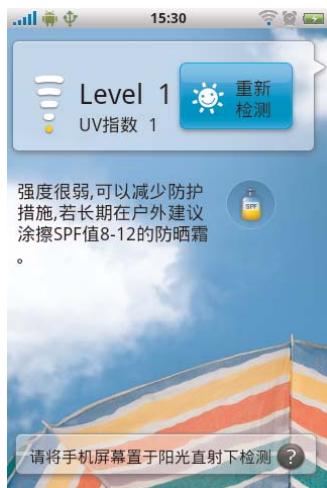 15:30
Level 1
UV指数 1
重新
检测
强度很弱,可以减少防护
措施,若长期在户外建议
涂擦SPF值8-12的防晒霜
。
SPF
请将手机屏幕置于阳光直射下检测 ?